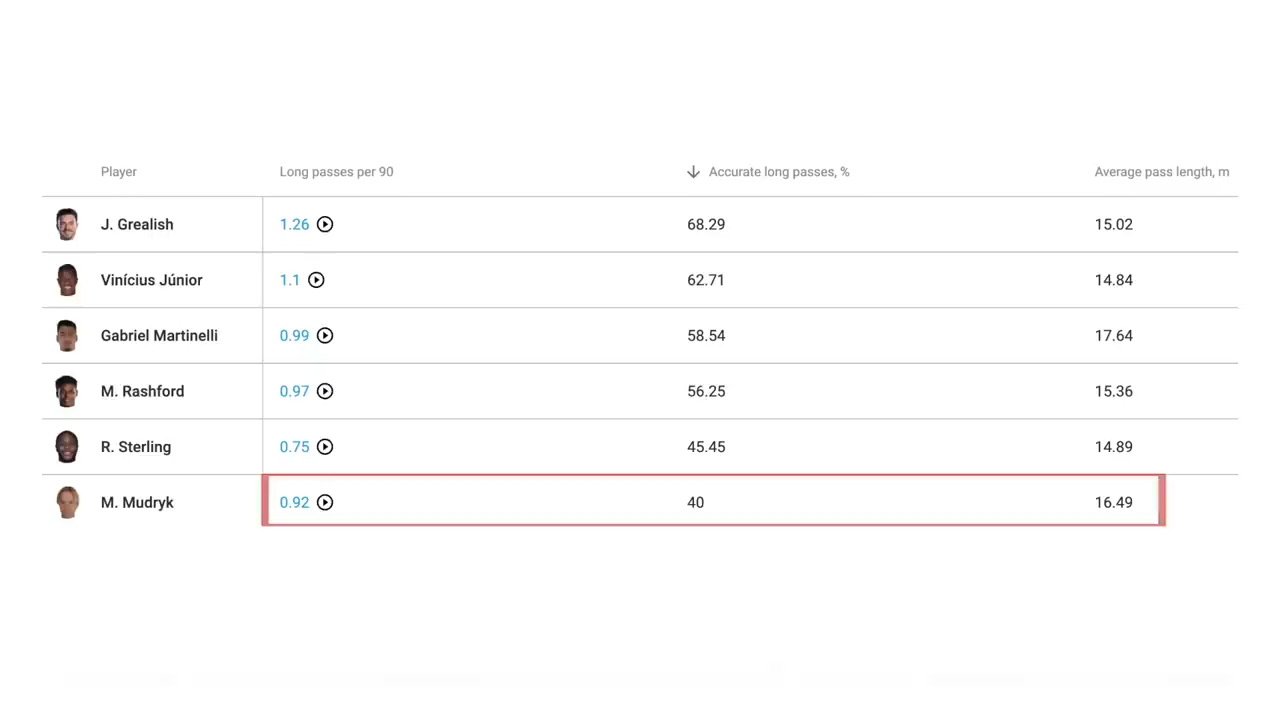 Player Long passes per 90 ↓ Accurate long passes, % Average pass length, m
J. Grealish 1.26 68.29 15.02
Vinícius Júnior 1.1 62.71 14.84
Gabriel Martinelli 0.99 58.54 17.64
M. Rashford 0.97 56.25 15.36
R. Sterling 0.75 45.45 14.89
M. Mudryk 0.92 40 16.49